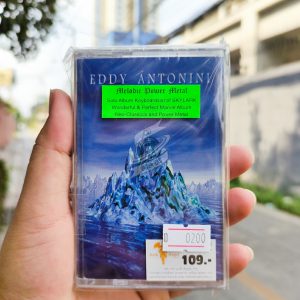 EDDY ANTONINI
Melodic Power Metal
Solo Album Keyboardist of SKYLARK
Wonderful & Perfect Marvel Album
Neo Classical and Power Metal
0200
109.-